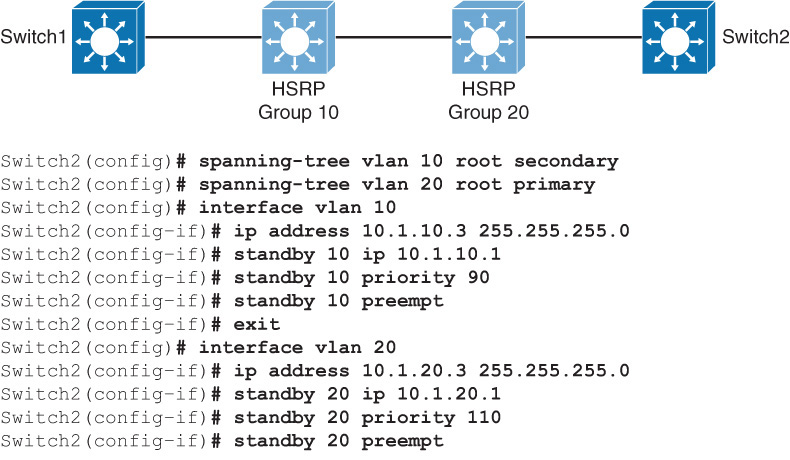 Switch1
HSRP
Group 10
HSRP
Group 20
Switch2
Switch2(config)# spanning-tree vlan 10 root secondary
Switch2(config)# spanning-tree vlan 20 root primary
Switch2(config)# interface vlan 10
Switch2(config-if)# ip address 10.1.10.3 255.255.255.0
Switch2(config-if)# standby 10 ip 10.1.10.1
Switch2(config-if)# standby 10 priority 90
Switch2(config-if)# standby 10 preempt
Switch2(config-if)# exit
Switch2(config)# interface vlan 20
Switch2(config-if)# ip address 10.1.20.3 255.255.255.0
Switch2(config-if)# standby 20 ip 10.1.20.1
Switch2(config-if)# standby 20 priority 110
Switch2(config-if)# standby 20 preempt